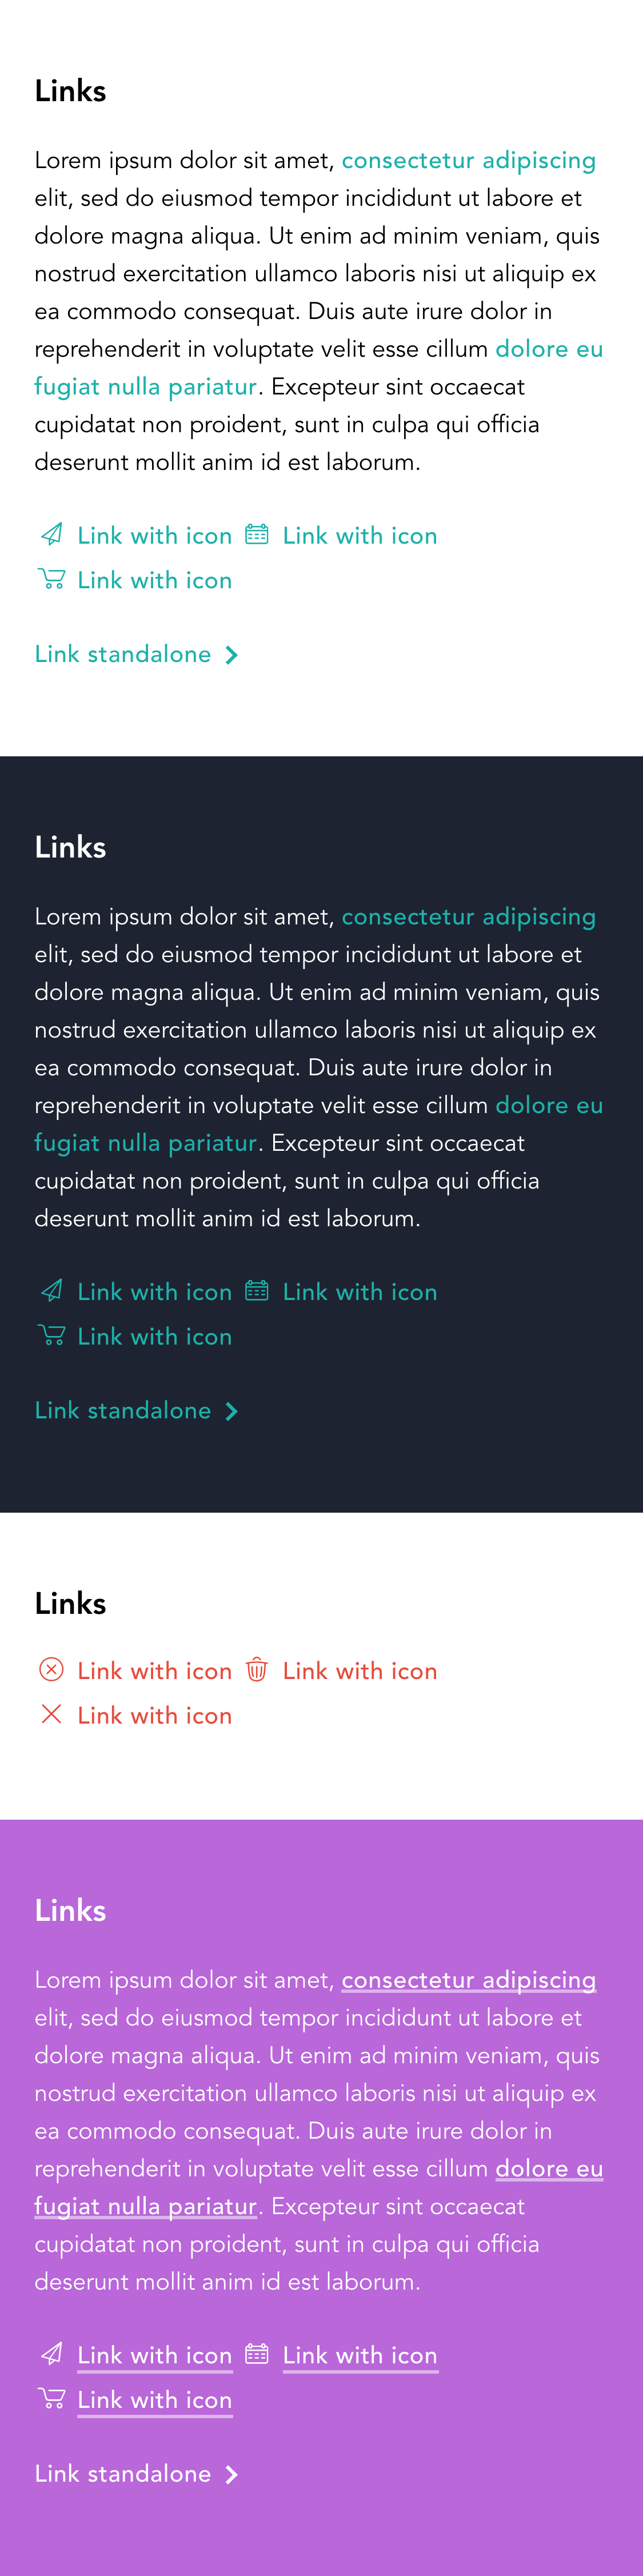 Links
Lorem ipsum dolor sit amet, consectetur adipiscing
elit, sed do eiusmod tempor incididunt ut labore et
dolore magna aliqua. Ut enim ad minim veniam, quis
nostrud exercitation ullamco laboris nisi ut aliquip ex
ea commodo consequat. Duis aute irure dolor in
reprehenderit in voluptate velit esse cillum dolore eu
fugiat nulla pariatur. Excepteur sint occaecat
cupidatat non proident, sunt in culpa qui officia
deserunt mollit anim id est laborum.
Link with icon Link with icon
Link with icon
Link standalone
Links
Lorem ipsum dolor sit amet, consectetur adipiscing
elit, sed do eiusmod tempor incididunt ut labore et
dolore magna aliqua. Ut enim ad minim veniam, quis
nostrud exercitation ullamco laboris nisi ut aliquip ex
ea commodo consequat. Duis aute irure dolor in
reprehenderit in voluptate velit esse cillum dolore eu
fugiat nulla pariatur. Excepteur sint occaecat
cupidatat non proident, sunt in culpa qui officia
deserunt mollit anim id est laborum.
Link with icon Link with icon
Link with icon
Link standalone
Links
Link with icon Link with icon
Link with icon
Links
Lorem ipsum dolor sit amet, consectetur adipiscing
elit, sed do eiusmod tempor incididunt ut labore et
dolore magna aliqua. Ut enim ad minim veniam, quis
nostrud exercitation ullamco laboris nisi ut aliquip ex
ea commodo consequat. Duis aute irure dolor in
reprehenderit in voluptate velit esse cillum dolore eu
fugiat nulla pariatur. Excepteur sint occaecat
cupidatat non proident, sunt in culpa qui officia
deserunt mollit anim id est laborum.
Link with icon Link with icon
Link with icon
Link standalone